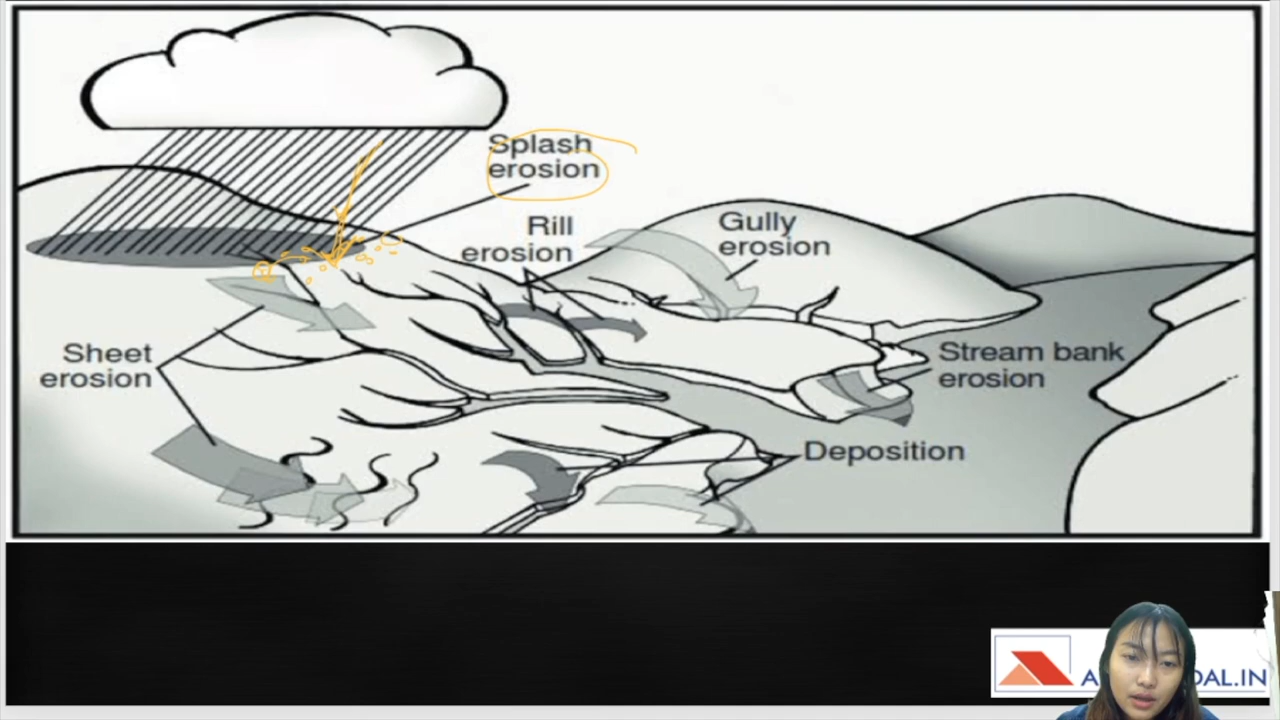 Splash
erosion
Rill
erosion
Gully
erosion
Sheet
erosion
Stream bank
erosion
Deposition